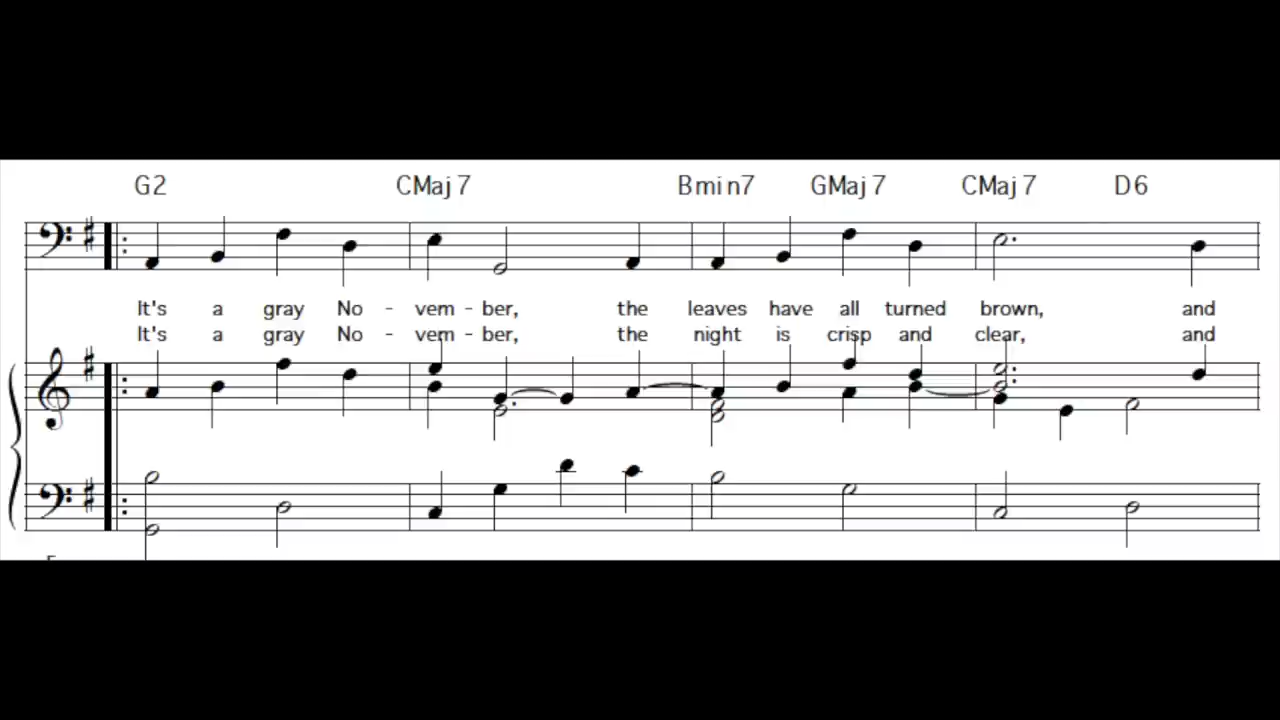 G2 CMaj7 Bmin7 GMaj7 CMaj7 D6
It's a gray No - vem - ber, the leaves have all turned brown, and
It's a gray No - vem - ber, the night is crisp and clear, and